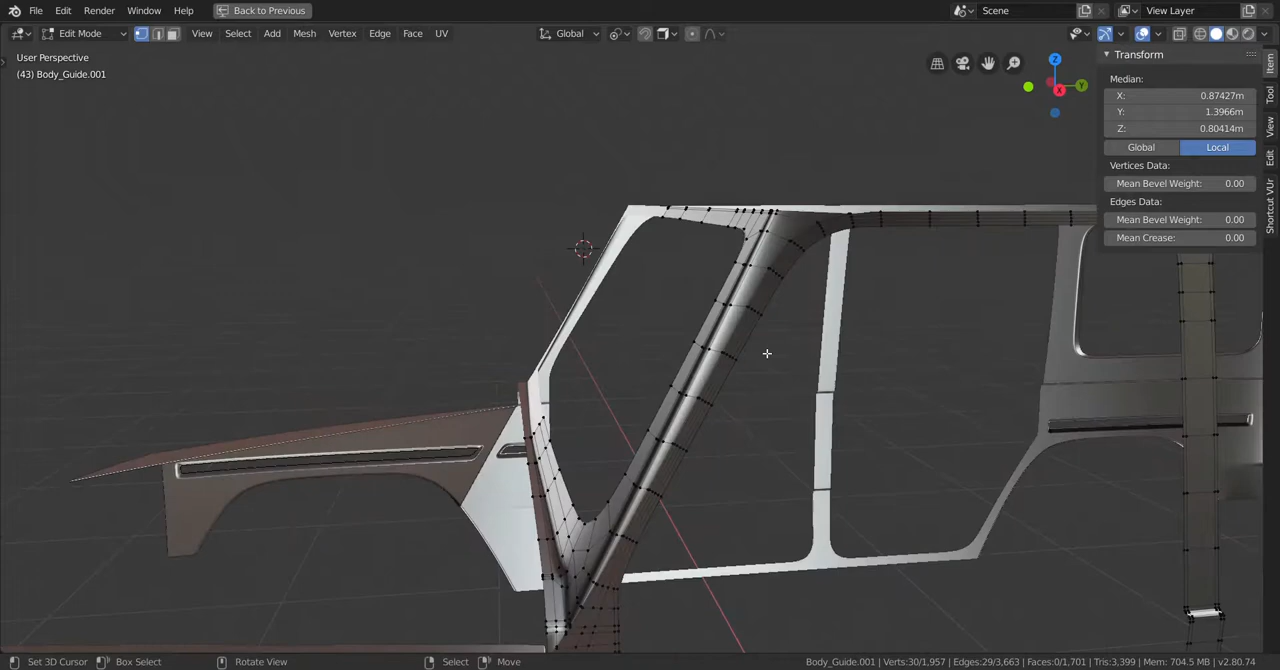 File Edit Render Window Help Back to Previous Scene View Layer
Edit Mode View Select Add Mesh Vertex Edge Face UV Global
User Perspective
(43) Body_Guide.001
Transform
Median:
X: 0.87427m
Y: 1.3966m
Z: 0.80414m
Global Local
Vertices Data:
Mean Bevel Weight: 0.00
Edges Data:
Mean Bevel Weight: 0.00
Mean Crease: 0.00
Item
Tool
View
Edit
Shortcut VUr
Z
Y
X
Set 3D Cursor Box Select Rotate View Select Move Body_Guide.001 | Verts:30/1,957 | Edges:29/3,663 | Faces:0/1,701 | Tris:3,399 | Mem: 704.5 MB | v2.80.74